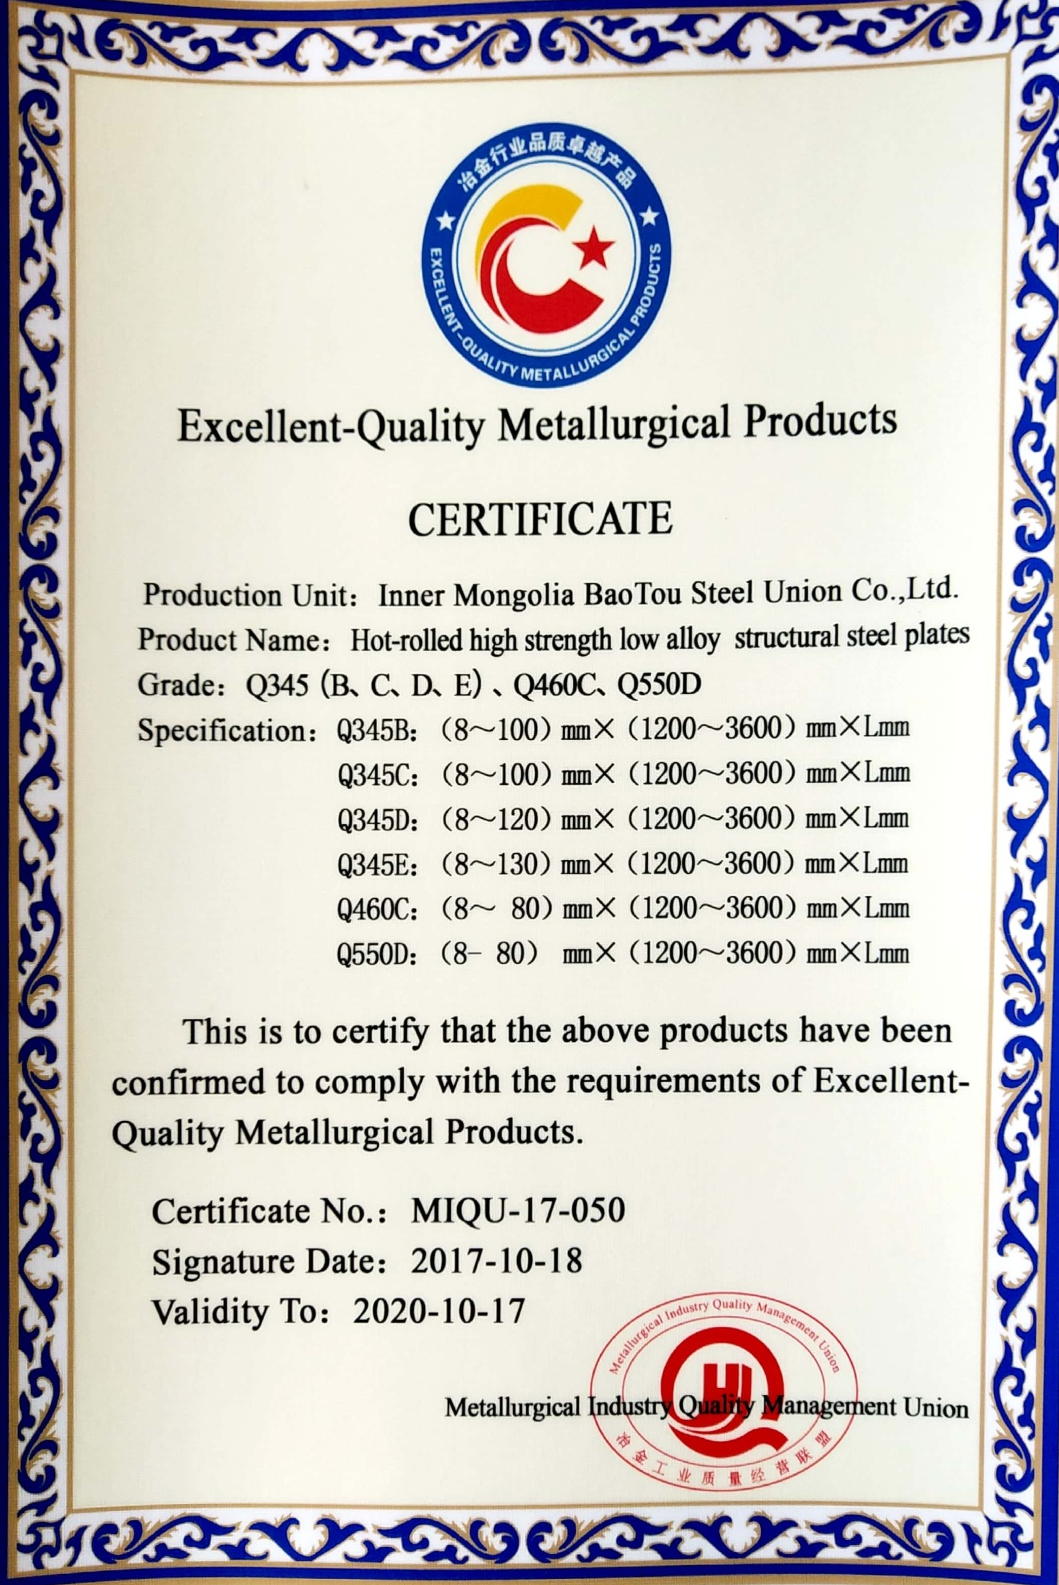 冶金行业品质卓越产品
EXCELLENT-QUALITY METALLURGICAL PRODUCTS
Excellent-Quality Metallurgical Products
CERTIFICATE
Production Unit: Inner Mongolia BaoTou Steel Union Co.,Ltd.
Product Name: Hot-rolled high strength low alloy structural steel plates
Grade: Q345 (B、C、D、E)、Q460C、Q550D
Specification: Q345B: (8～100) mm×(1200～3600) mm×Lmm
Q345C: (8～100) mm×(1200～3600) mm×Lmm
Q345D: (8～120) mm×(1200～3600) mm×Lmm
Q345E: (8～130) mm×(1200～3600) mm×Lmm
Q460C: (8～ 80) mm×(1200～3600) mm×Lmm
Q550D: (8- 80) mm×(1200～3600) mm×Lmm
This is to certify that the above products have been
confirmed to comply with the requirements of Excellent-
Quality Metallurgical Products.
Certificate No.: MIQU-17-050
Signature Date: 2017-10-18
Validity To: 2020-10-17
Metallurgical Industry Quality Management Union
Metallurgical Industry Quality Management Union
冶金工业质量经营联盟